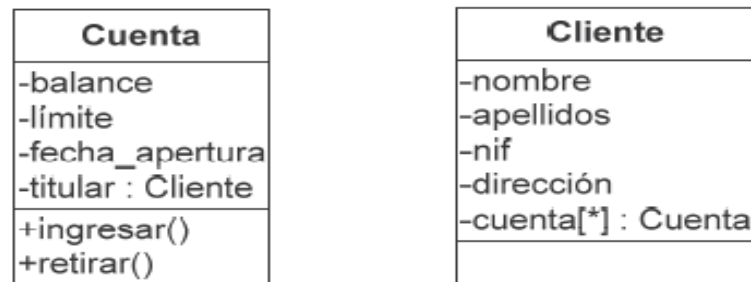 Cuenta
-balance
-límite
-fecha_apertura
-titular : Cliente
+ingresar()
+retirar()
Cliente
-nombre
-apellidos
-nif
-dirección
-cuenta[*] : Cuenta